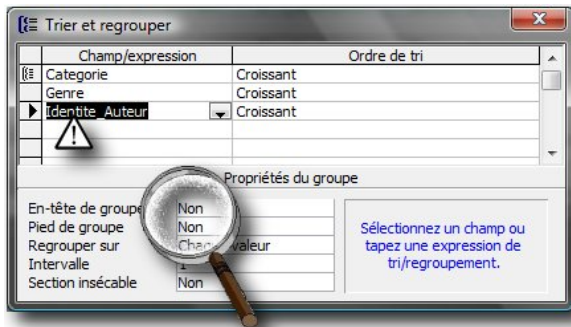 Trier et regrouper
Champ/expression Ordre de tri
Categorie Croissant
Genre Croissant
Identite_Auteur Croissant
Propriétés du groupe
En-tête de groupe Non
Pied de groupe Non
Regrouper sur Chaque valeur
Intervalle 1
Section insécable Non
Sélectionnez un champ ou
tapez une expression de
tri/regroupement.